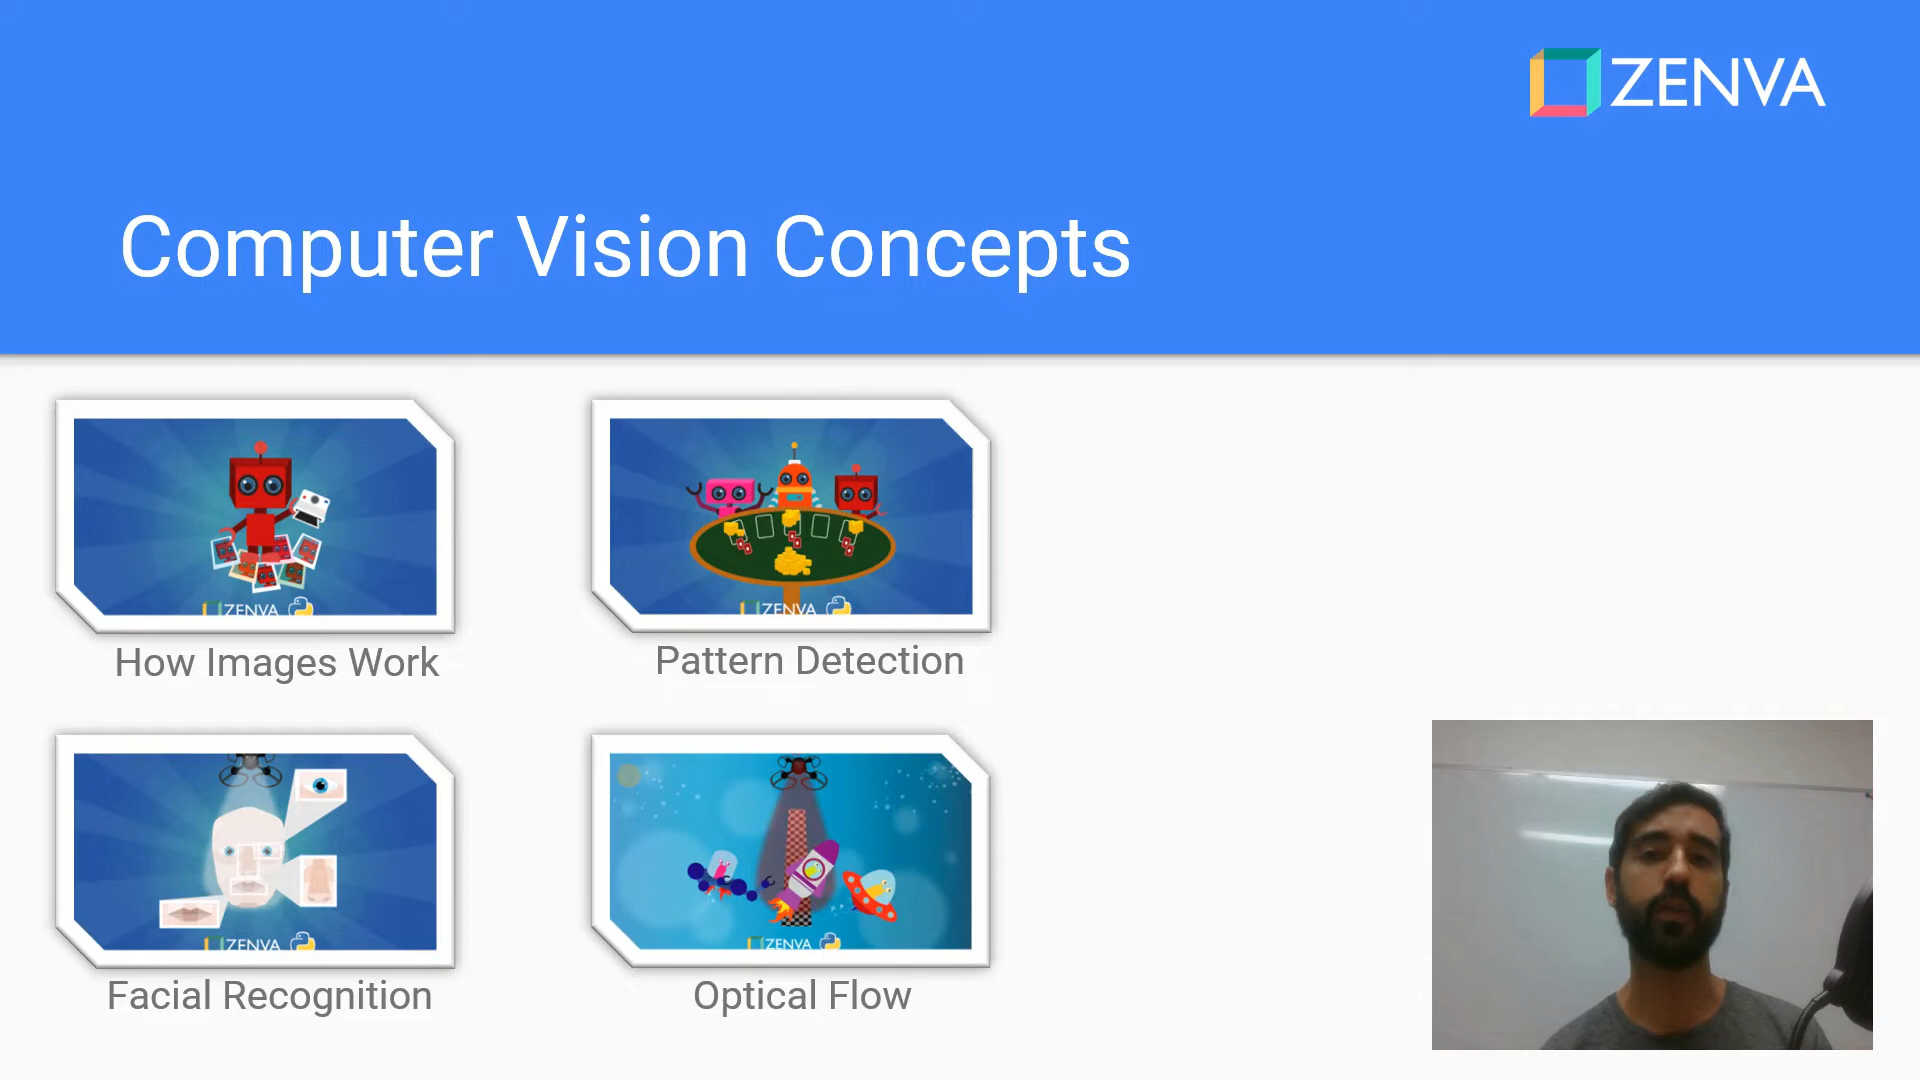 ZENVA
Computer Vision Concepts
ZENVA
ZENVA
How Images Work
Pattern Detection
ZENVA
ZENVA
Facial Recognition
Optical Flow